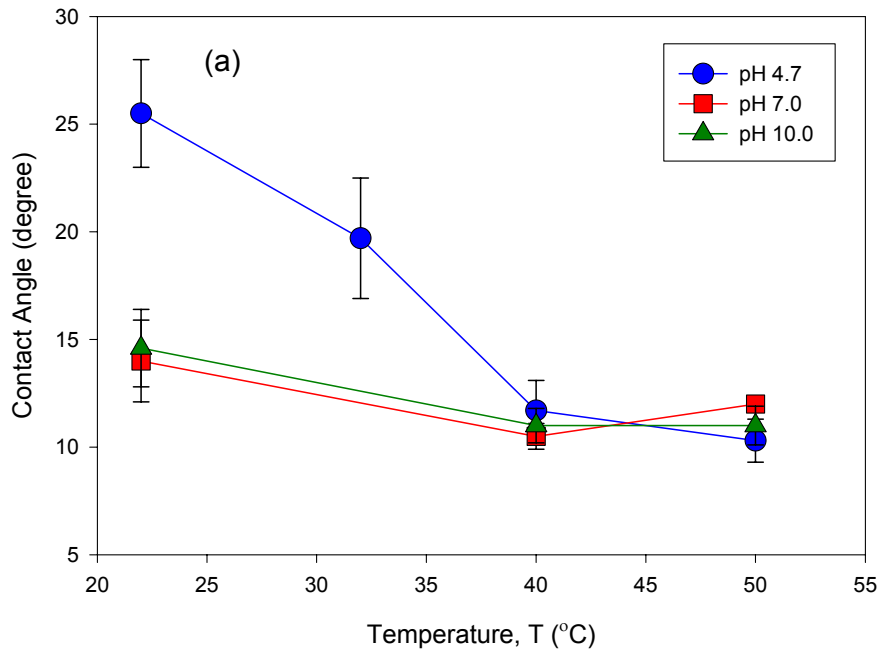 (a)
pH 4.7
pH 7.0
pH 10.0
Contact Angle (degree)
30
25
20
15
10
5
20 25 30 35 40 45 50 55
Temperature, T (°C)